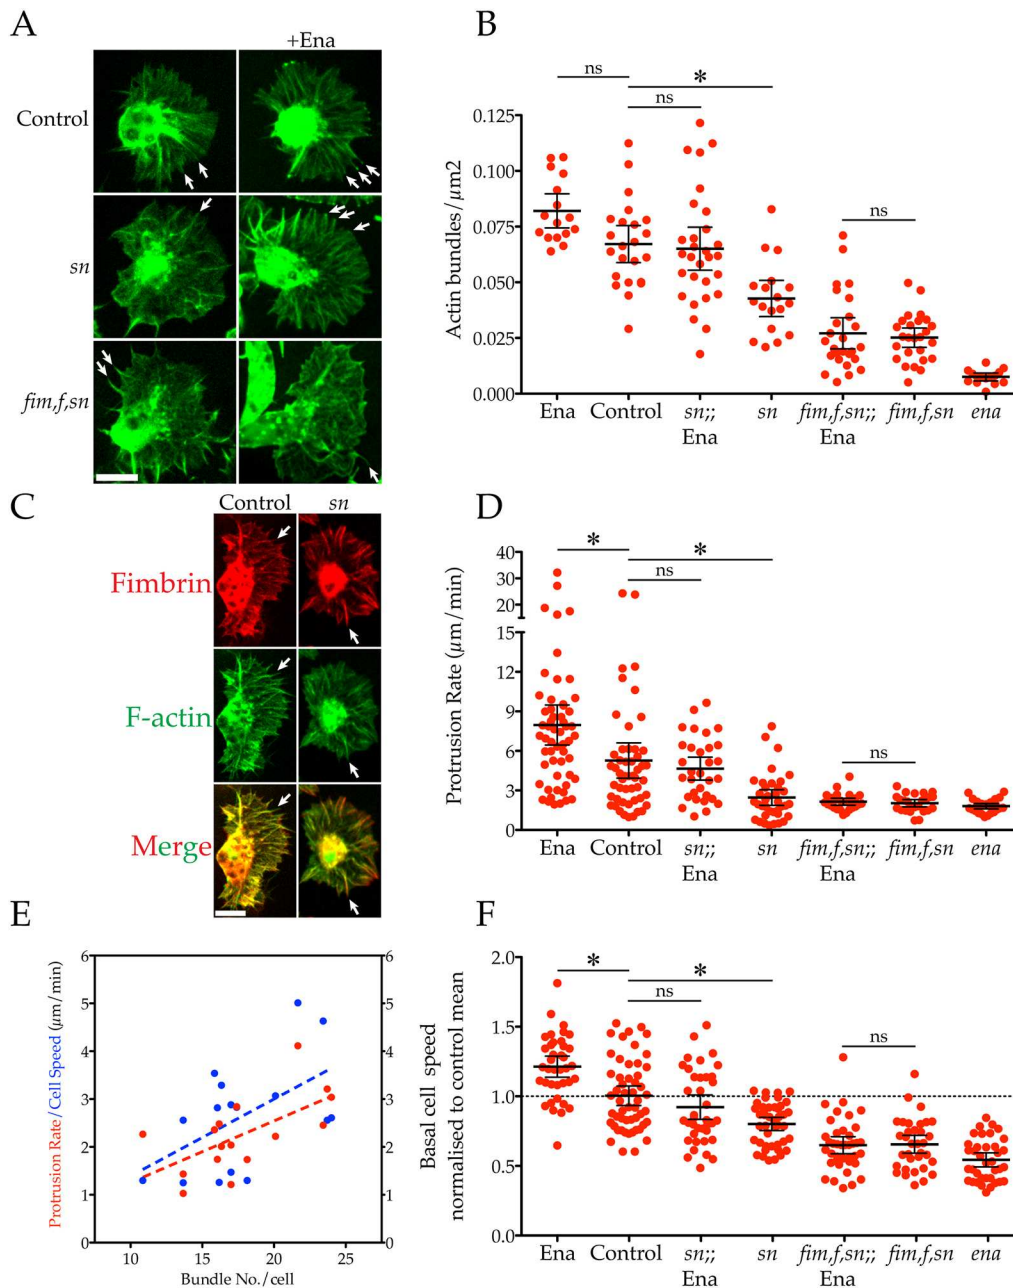 A
+Ena
Control
sn
fim,f,sn
B
ns
*
ns
ns
Actin bundles/µm2
0.125
0.100
0.075
0.050
0.025
0.000
Ena Control sn;; sn fim,f,sn;; fim,f,sn ena
Ena Ena
C
Control sn
Fimbrin
F-actin
Merge
D
*
*
ns
ns
Protrusion Rate (µm/min)
40
30
20
15
12
9
6
3
0
Ena Control sn;; sn fim,f,sn;; fim,f,sn ena
Ena Ena
E
Protrusion Rate/Cell Speed (µm/min)
6 6
5 5
4 4
3 3
2 2
1 1
0 0
10 15 20 25
Bundle No./cell
F
*
*
ns
ns
Basal cell speed
normalised to control mean
2.0
1.5
1.0
0.5
0.0
Ena Control sn;; sn fim,f,sn;; fim,f,sn ena
Ena Ena